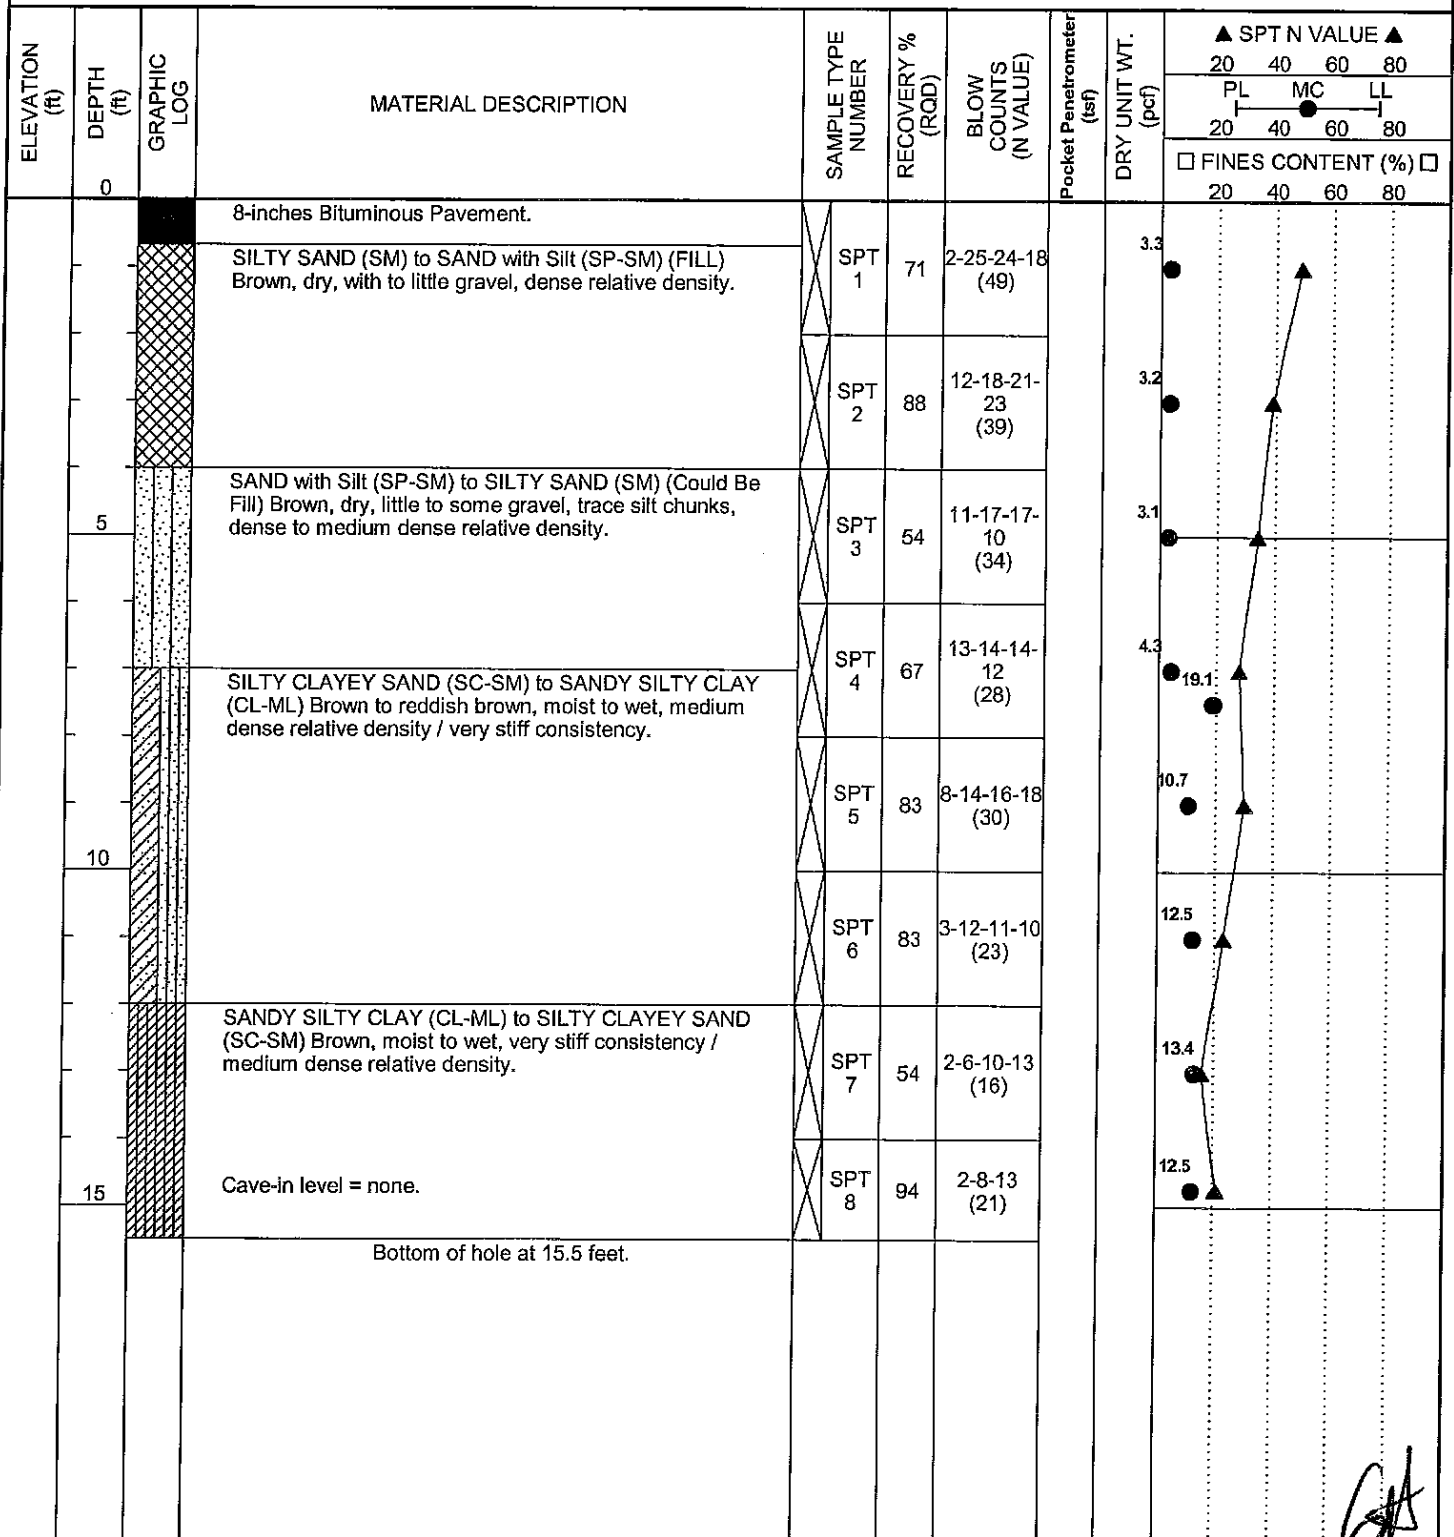 ELEVATION
(ft)
DEPTH
(ft)
GRAPHIC
LOG
MATERIAL DESCRIPTION
SAMPLE TYPE
NUMBER
RECOVERY %
(RQD)
BLOW
COUNTS
(N VALUE)
Pocket Penetrometer
(tsf)
DRY UNIT WT.
(pcf)
▲ SPT N VALUE ▲
20 40 60 80
PL MC LL
20 40 60 80
□ FINES CONTENT (%) □
20 40 60 80
0
8-inches Bituminous Pavement.
SILTY SAND (SM) to SAND with Silt (SP-SM) (FILL)
Brown, dry, with to little gravel, dense relative density.
SPT
1
71
2-25-24-18
(49)
3.3
SPT
2
88
12-18-21-
23
(39)
3.2
SAND with Silt (SP-SM) to SILTY SAND (SM) (Could Be
Fill) Brown, dry, little to some gravel, trace silt chunks,
dense to medium dense relative density.
5
SPT
3
54
11-17-17-
10
(34)
3.1
SPT
4
67
13-14-14-
12
(28)
4.3
19.1
SILTY CLAYEY SAND (SC-SM) to SANDY SILTY CLAY
(CL-ML) Brown to reddish brown, moist to wet, medium
dense relative density / very stiff consistency.
SPT
5
83
8-14-16-18
(30)
10.7
10
SPT
6
83
3-12-11-10
(23)
12.5
SANDY SILTY CLAY (CL-ML) to SILTY CLAYEY SAND
(SC-SM) Brown, moist to wet, very stiff consistency /
medium dense relative density.
SPT
7
54
2-6-10-13
(16)
13.4
Cave-in level = none.
15
SPT
8
94
2-8-13
(21)
12.5
Bottom of hole at 15.5 feet.